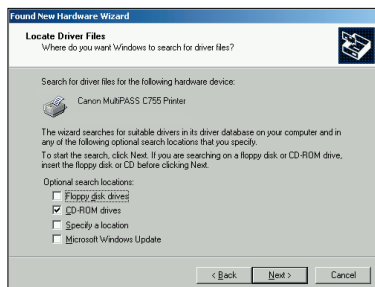 Found New Hardware Wizard
Locate Driver Files
Where do you want Windows to search for driver files?
Search for driver files for the following hardware device:
Canon MultiPASS C755 Printer
The wizard searches for suitable drivers in its driver database on your computer and in
any of the following optional search locations that you specify.
To start the search, click Next. If you are searching on a floppy disk or CD-ROM drive,
insert the floppy disk or CD before clicking Next.
Optional search locations:
Floppy disk drives
CD-ROM drives
Specify a location
Microsoft Windows Update
< Back Next > Cancel